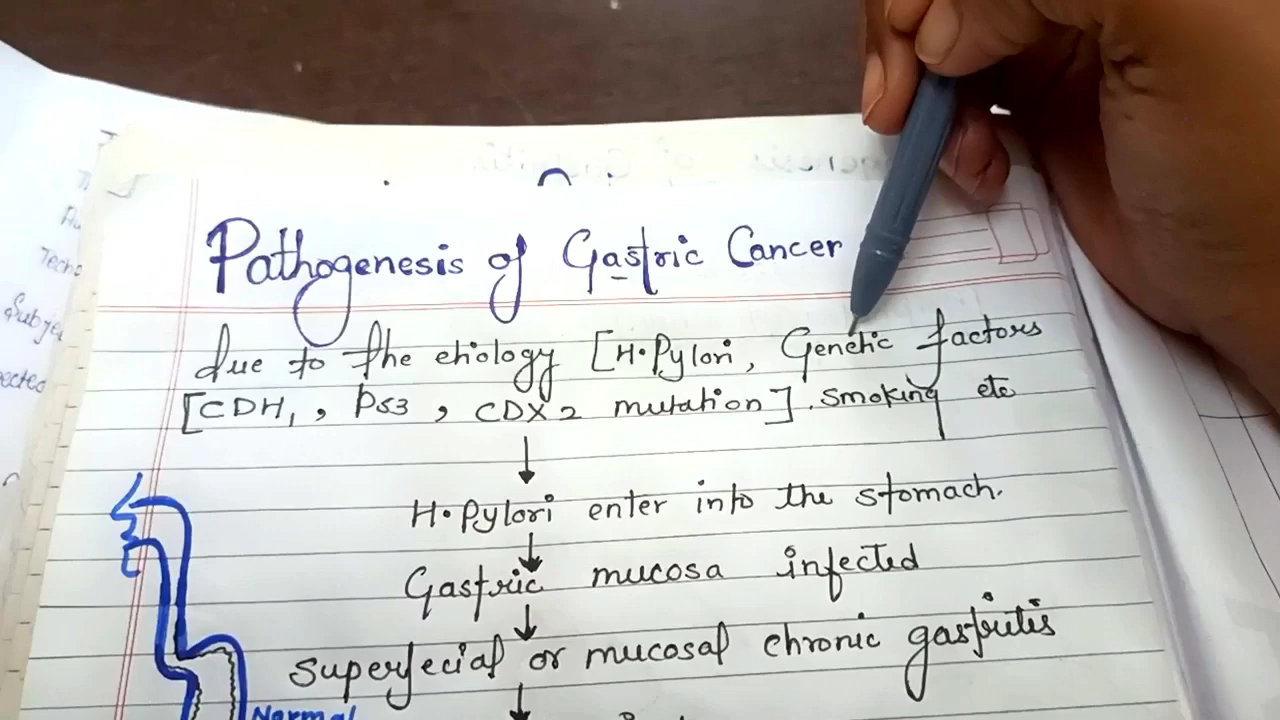 Pathogenesis of Gastric Cancer
due to the etiology [H.Pylori, Genetic factors
[CDH1, P53, CDX2 mutation]. smoking etc
↓
H.Pylori enter into the stomach.
↓
Gastric mucosa infected
↓
Superfecial or mucosal chronic gastritis
↓
Normal